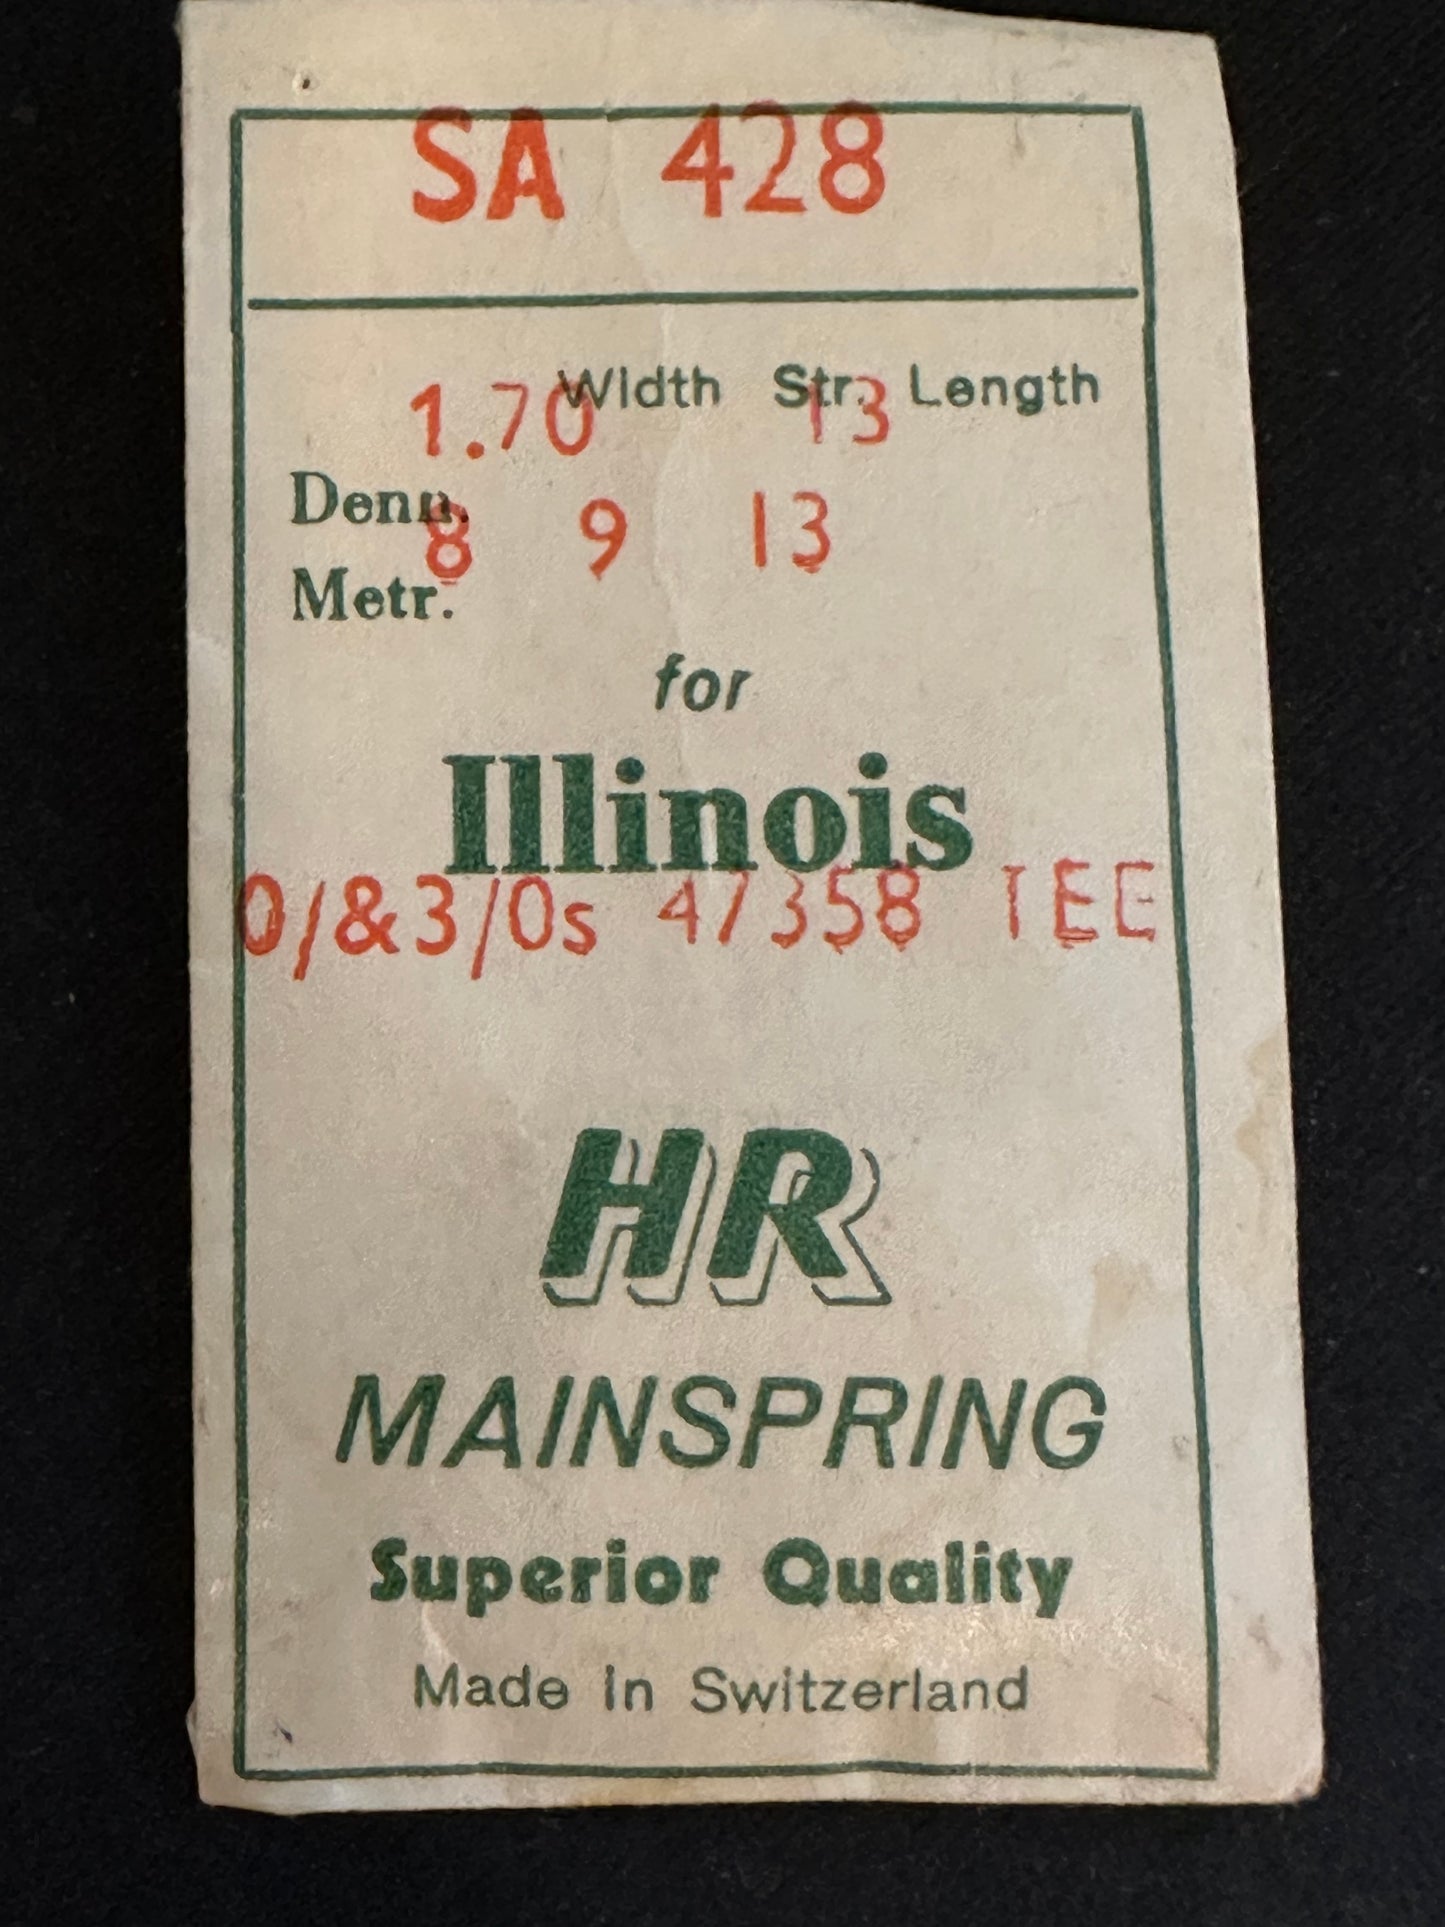 SA 428
Width Str. Length
1.70 13
Denn.
8 9 13
Metr.
for
Illinois
0/&3/0s 47358 TEE
HR
MAINSPRING
Superior Quality
Made in Switzerland